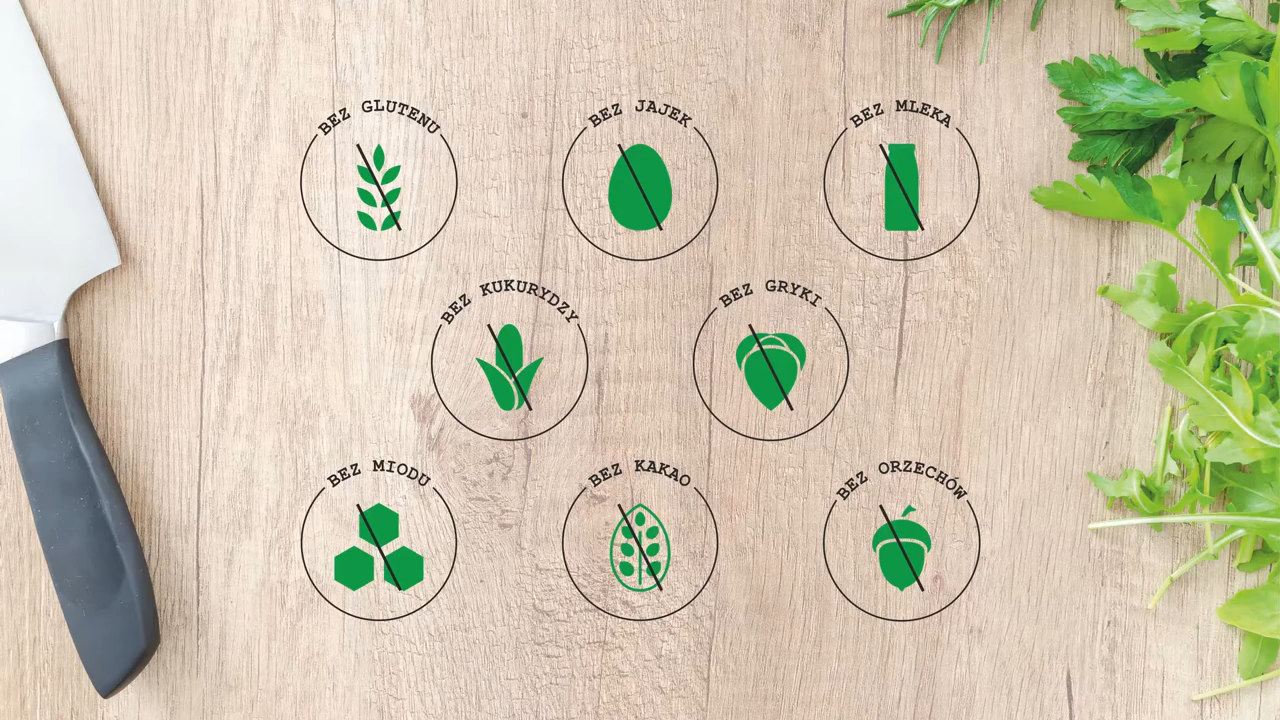 BEZ GLUTENU
BEZ JAJEK
BEZ MLEKA
BEZ KUKURYDZY
BEZ GRYKI
BEZ MIODU
BEZ KAKAO
BEZ ORZECHÓW